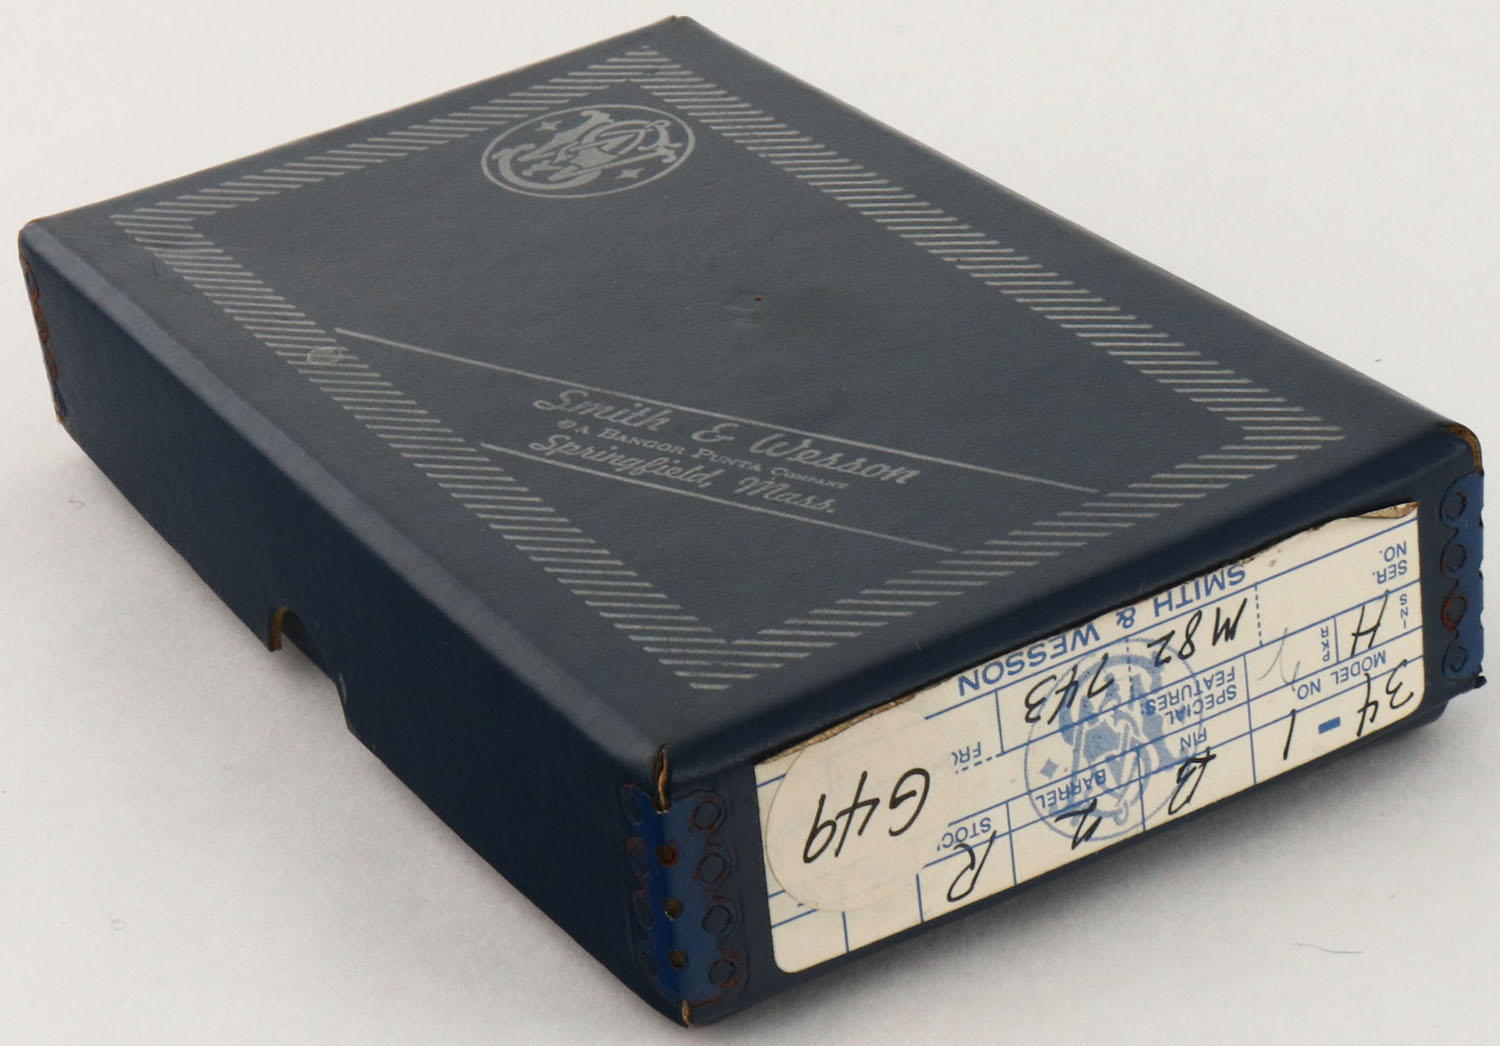 Smith & Wesson
A BANGOR PUNTA COMPANY
Springfield, Mass.
SMITH & WESSON
SER. NO.
M82 743
H
MODEL NO.
34 - 1
SPECIAL FEATURES:
FIN
B
BARREL
2
STOC
R
G49